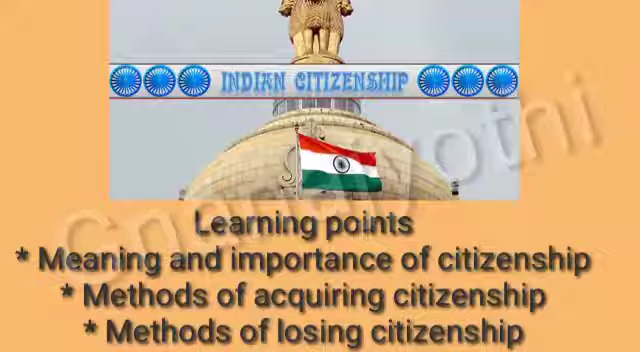 INDIAN CITIZENSHIP
Learning points
* Meaning and importance of citizenship
* Methods of acquiring citizenship
* Methods of losing citizenship